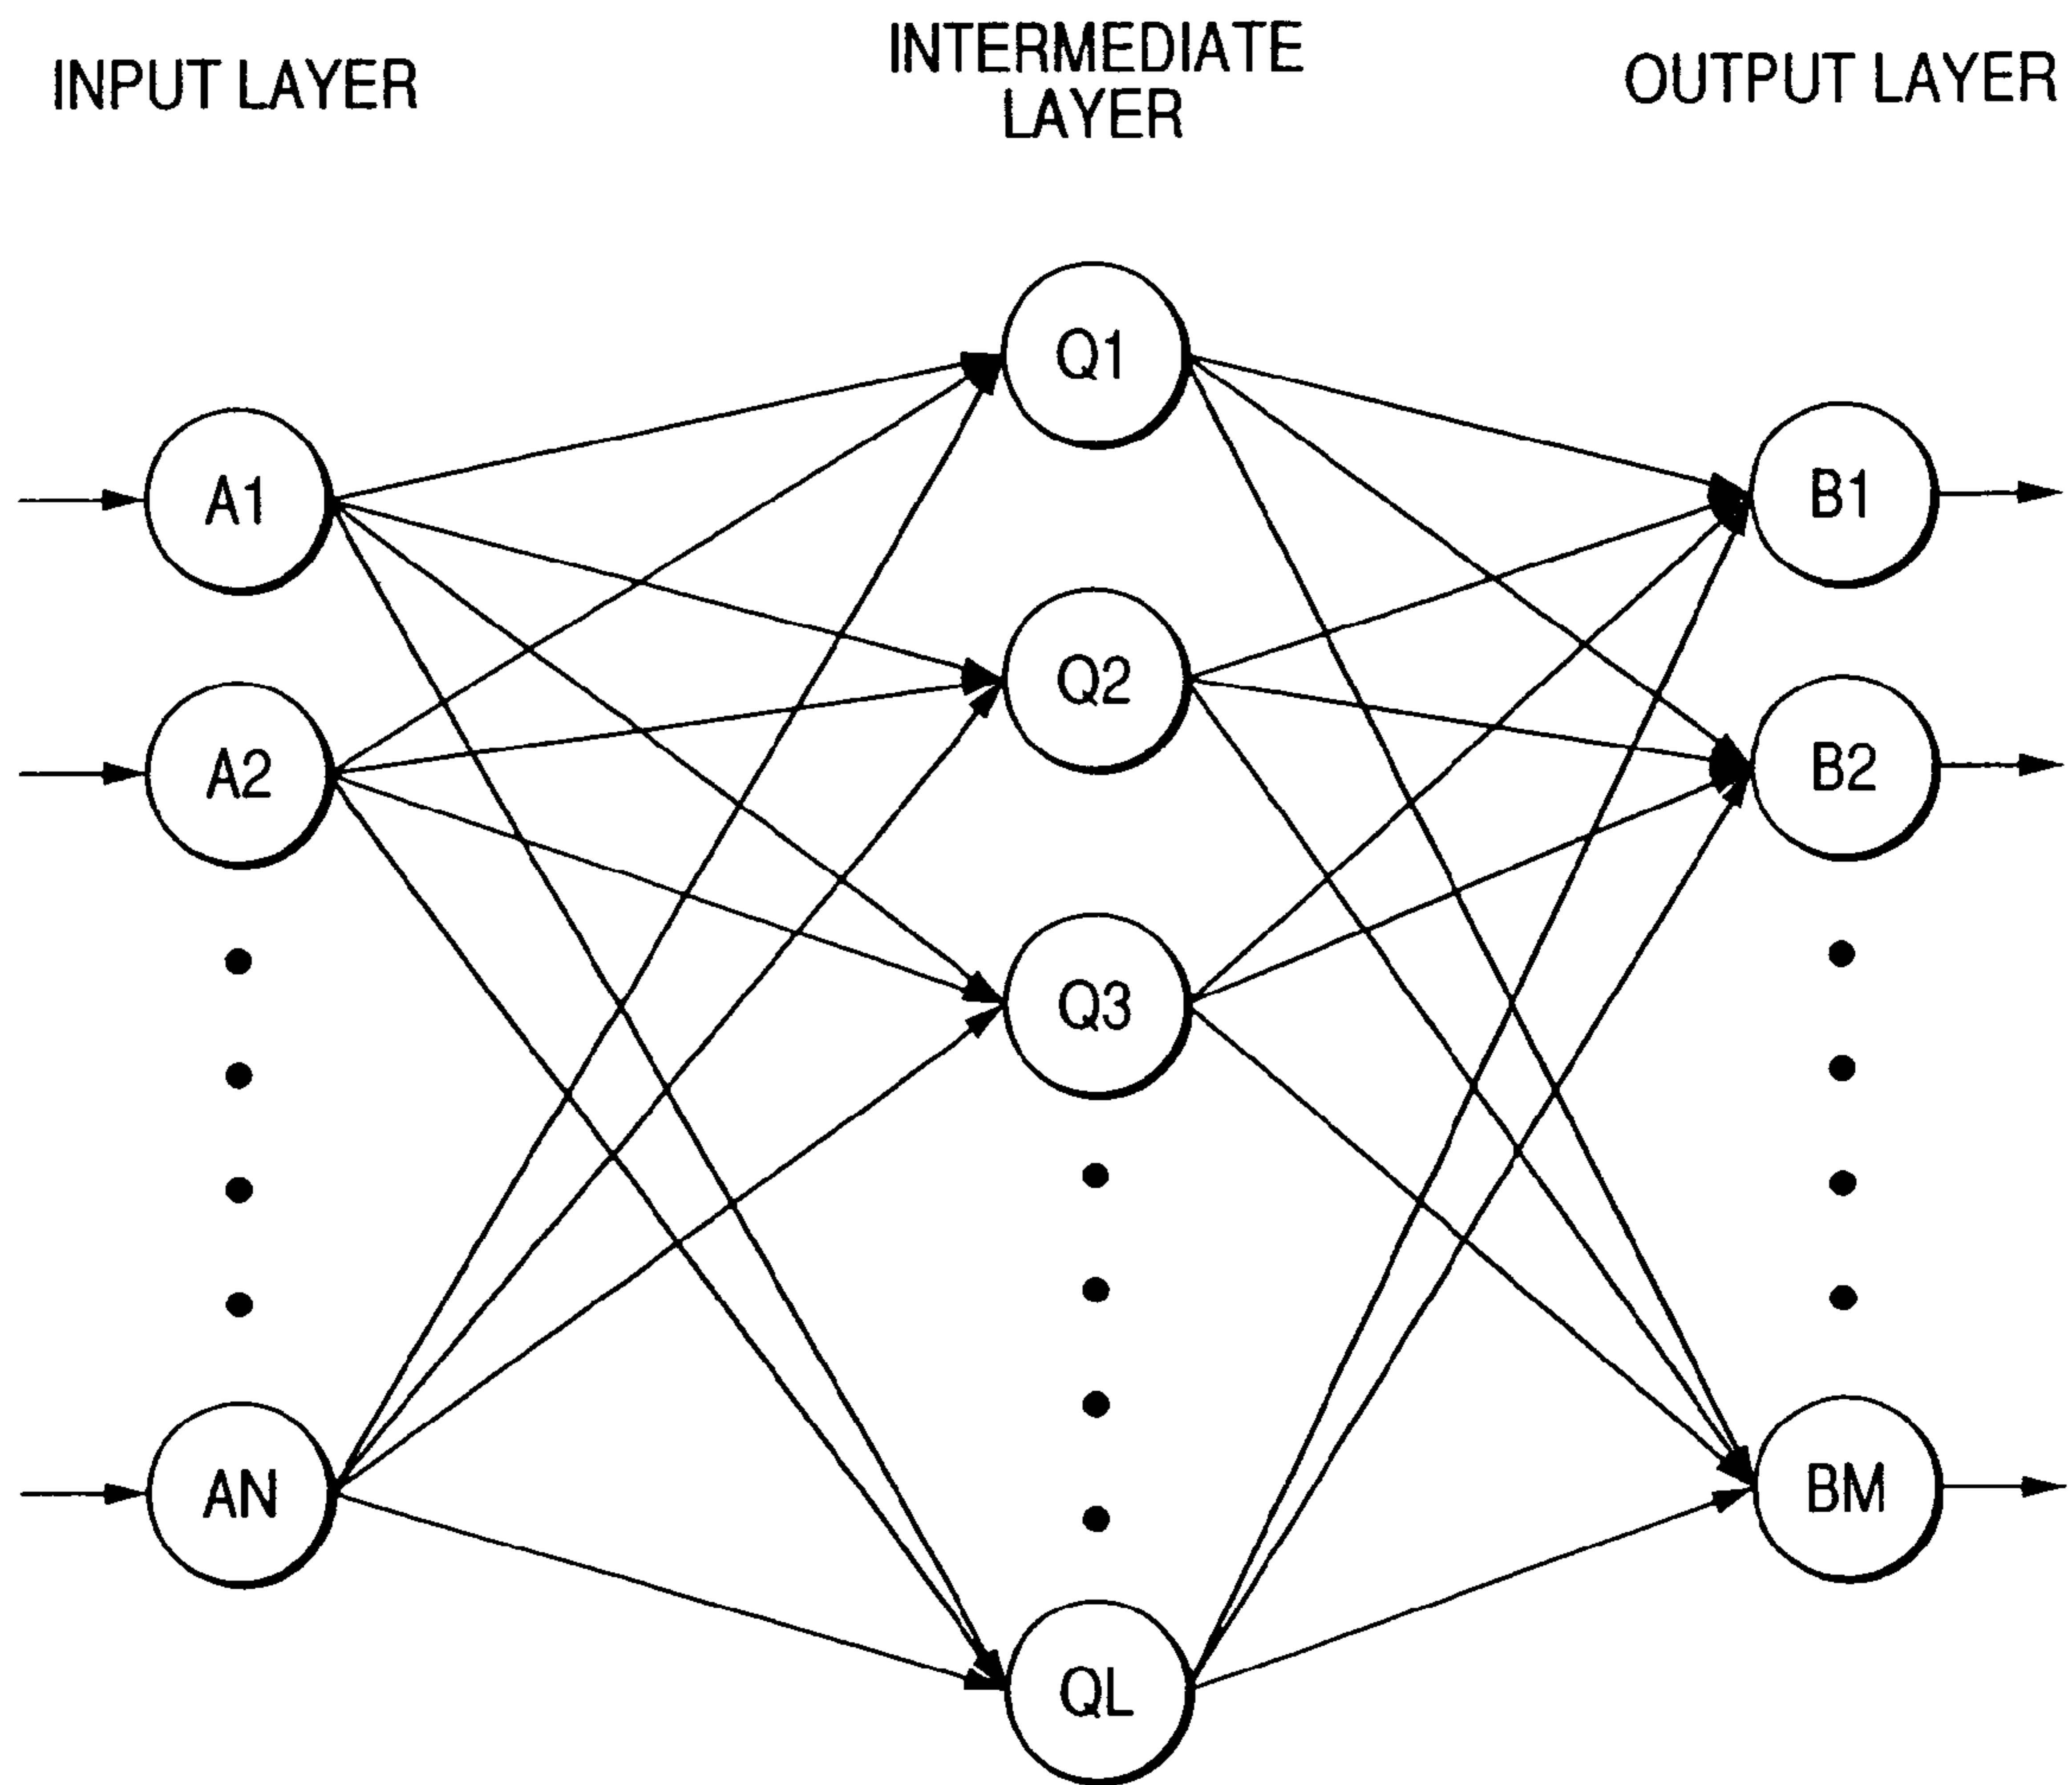 INPUT LAYER
INTERMEDIATE
LAYER
OUTPUT LAYER
Q1
A1
B1
Q2
A2
B2
Q3
AN
BM
QL